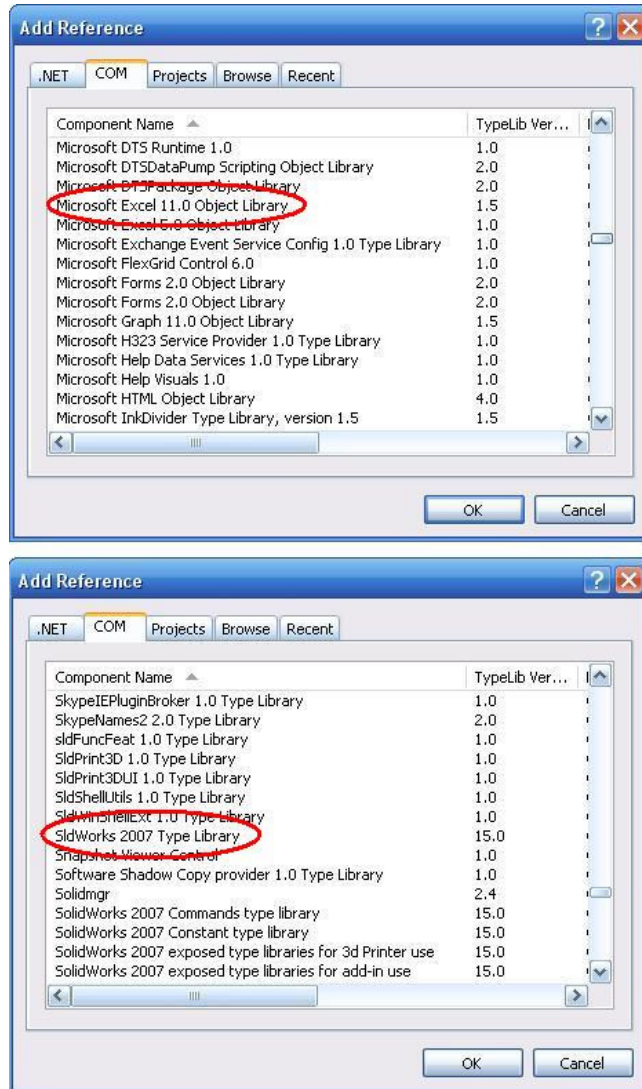 Add Reference
.NET COM Projects Browse Recent
Component Name TypeLib Ver...
Microsoft DTS Runtime 1.0 1.0
Microsoft DTSDataPump Scripting Object Library 2.0
Microsoft DTSPackage Object Library 2.0
Microsoft Excel 11.0 Object Library 1.5
Microsoft Excel 5.0 Object Library 1.0
Microsoft Exchange Event Service Config 1.0 Type Library 1.0
Microsoft FlexGrid Control 6.0 1.0
Microsoft Forms 2.0 Object Library 2.0
Microsoft Forms 2.0 Object Library 2.0
Microsoft Graph 11.0 Object Library 1.5
Microsoft H323 Service Provider 1.0 Type Library 1.0
Microsoft Help Data Services 1.0 Type Library 1.0
Microsoft Help Visuals 1.0 1.0
Microsoft HTML Object Library 4.0
Microsoft InkDivider Type Library, version 1.5 1.5
OK Cancel
Add Reference
.NET COM Projects Browse Recent
Component Name TypeLib Ver...
SkypeIEPluginBroker 1.0 Type Library 1.0
SkypeNames2 2.0 Type Library 2.0
sldFuncFeat 1.0 Type Library 1.0
SldPrint3D 1.0 Type Library 1.0
SldPrint3DUI 1.0 Type Library 1.0
SldShellUtils 1.0 Type Library 1.0
SldWinShellExt 1.0 Type Library 1.0
SldWorks 2007 Type Library 15.0
Snapshot Viewer Control 1.0
Software Shadow Copy provider 1.0 Type Library 1.0
Solidmgr 2.4
SolidWorks 2007 Commands type library 15.0
SolidWorks 2007 Constant type library 15.0
SolidWorks 2007 exposed type libraries for 3d Printer use 15.0
SolidWorks 2007 exposed type libraries for add-in use 15.0
OK Cancel